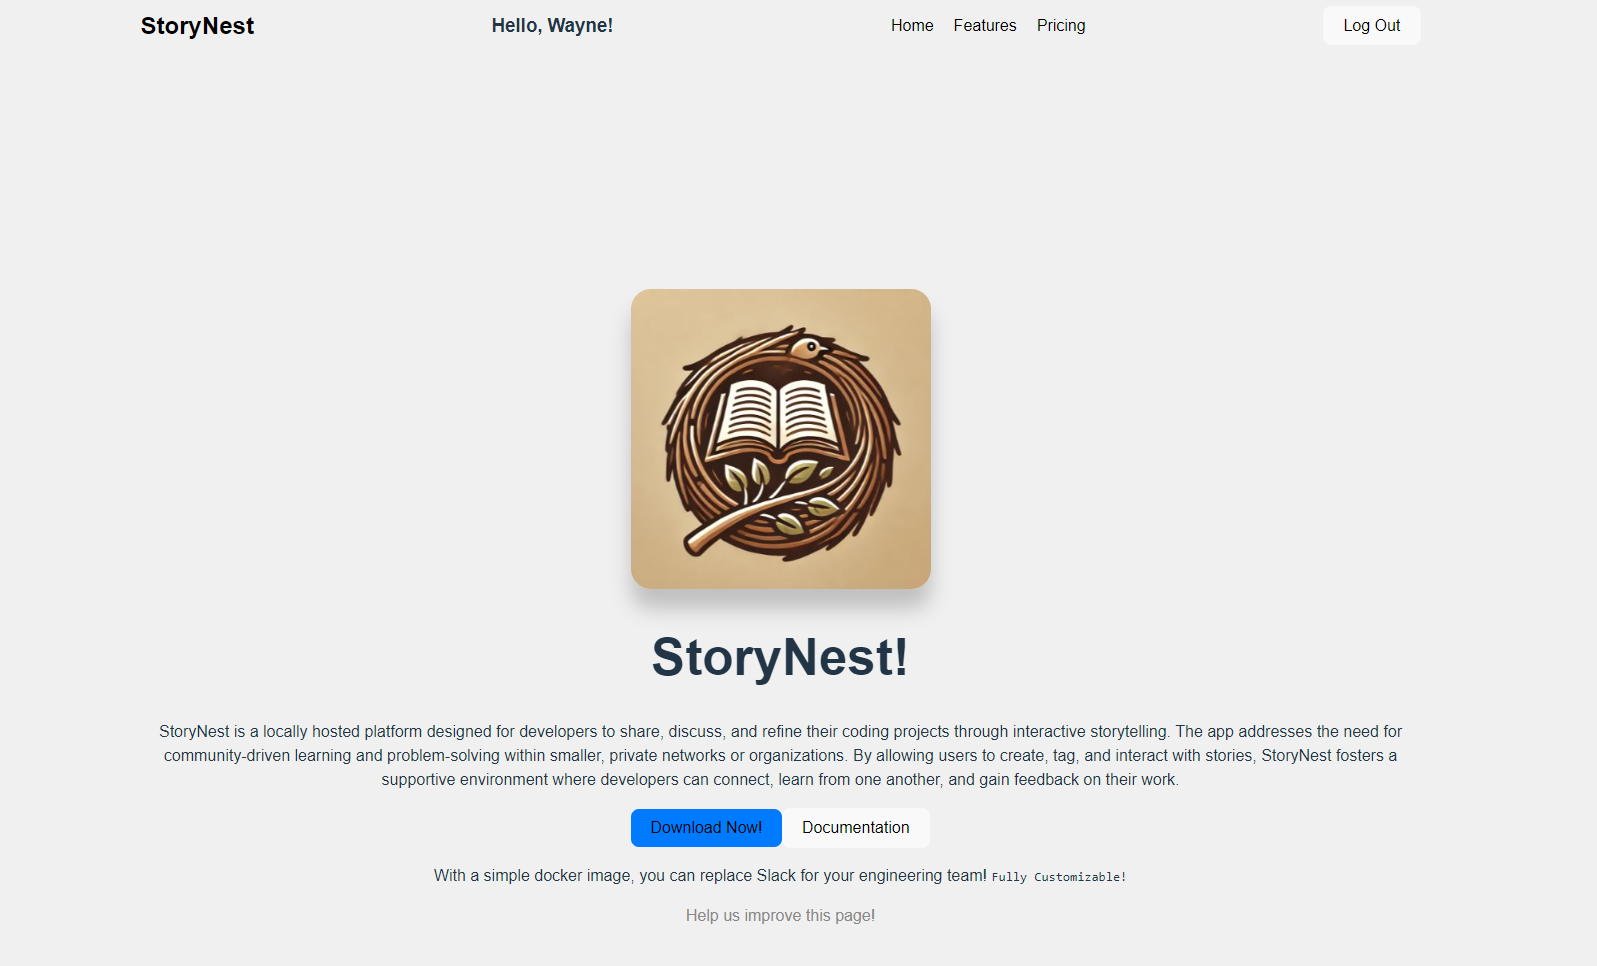 StoryNest
Hello, Wayne!
Home Features Pricing
Log Out
StoryNest!
StoryNest is a locally hosted platform designed for developers to share, discuss, and refine their coding projects through interactive storytelling. The app addresses the need for
community-driven learning and problem-solving within smaller, private networks or organizations. By allowing users to create, tag, and interact with stories, StoryNest fosters a
supportive environment where developers can connect, learn from one another, and gain feedback on their work.
Download Now! Documentation
With a simple docker image, you can replace Slack for your engineering team! Fully Customizable!
Help us improve this page!